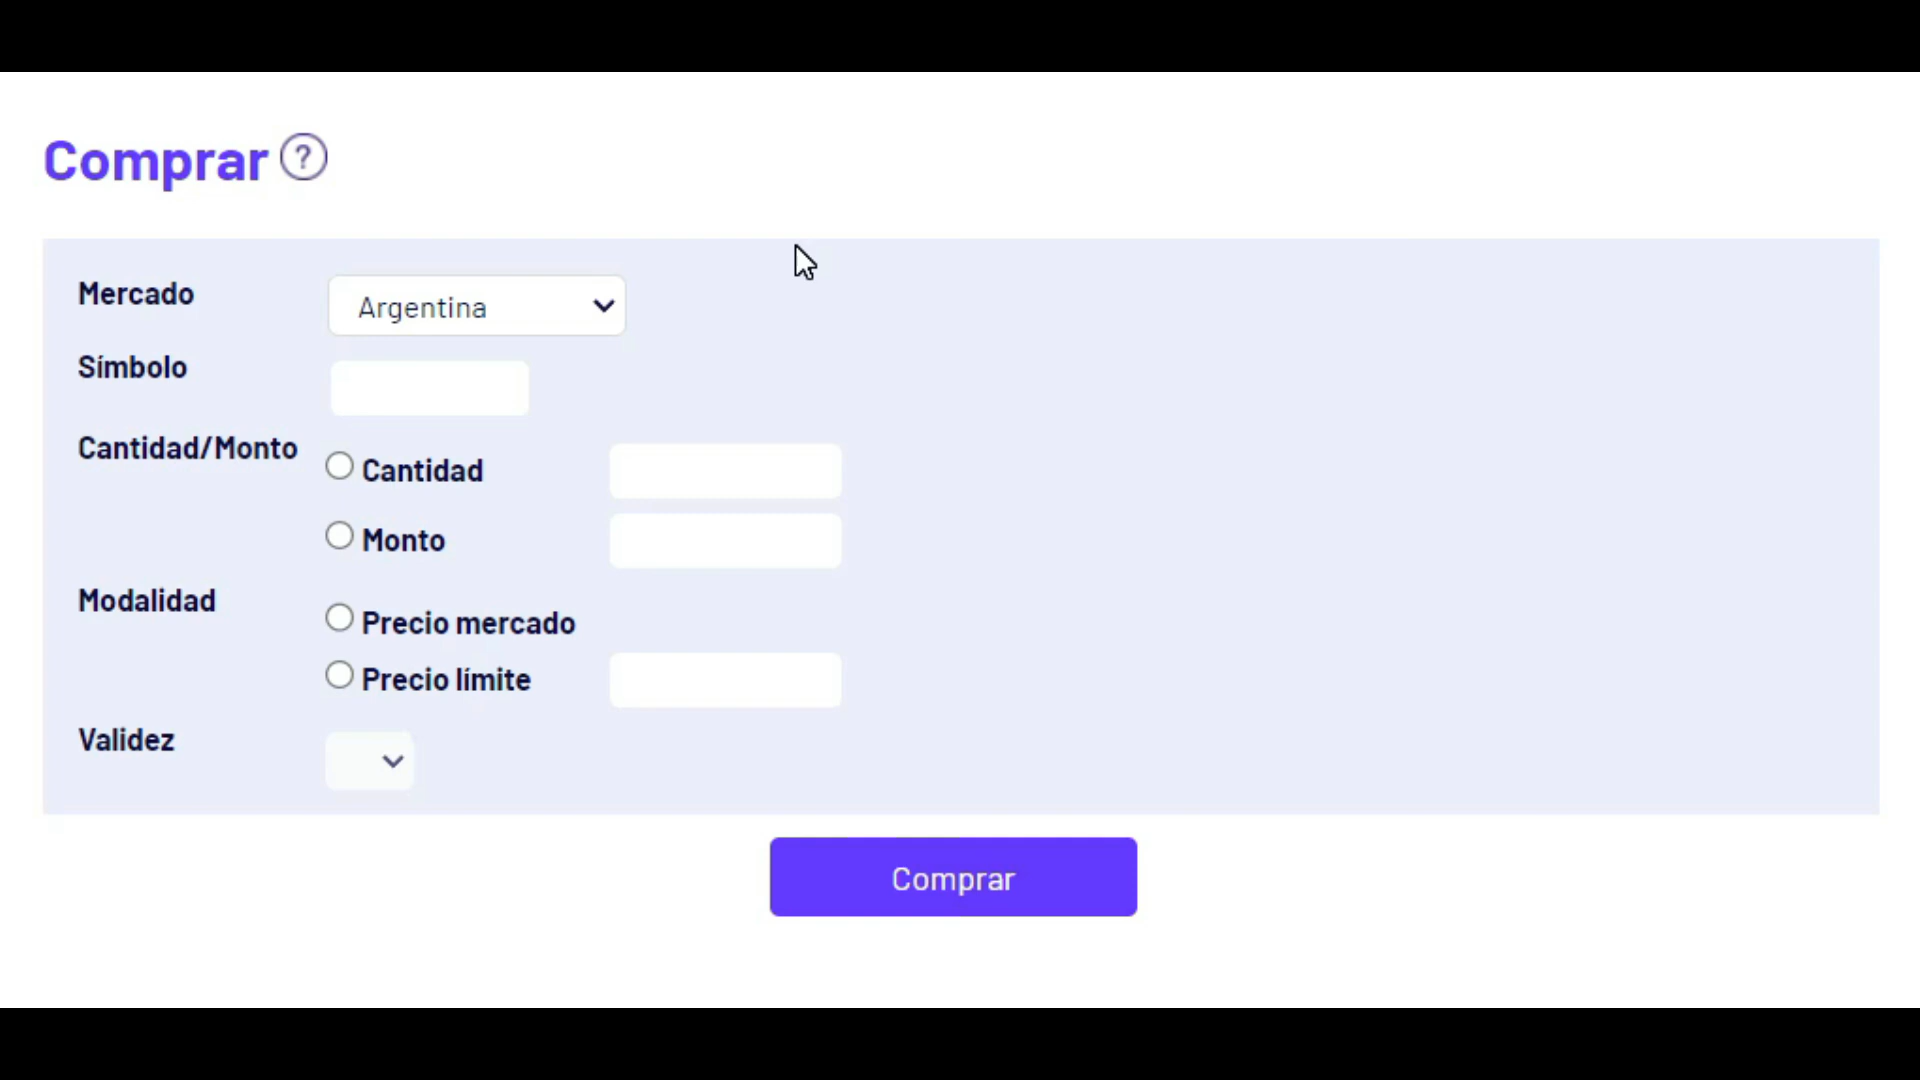 Comprar ?
Mercado Argentina
Símbolo
Cantidad/Monto Cantidad
Monto
Modalidad Precio mercado
Precio límite
Validez
Comprar